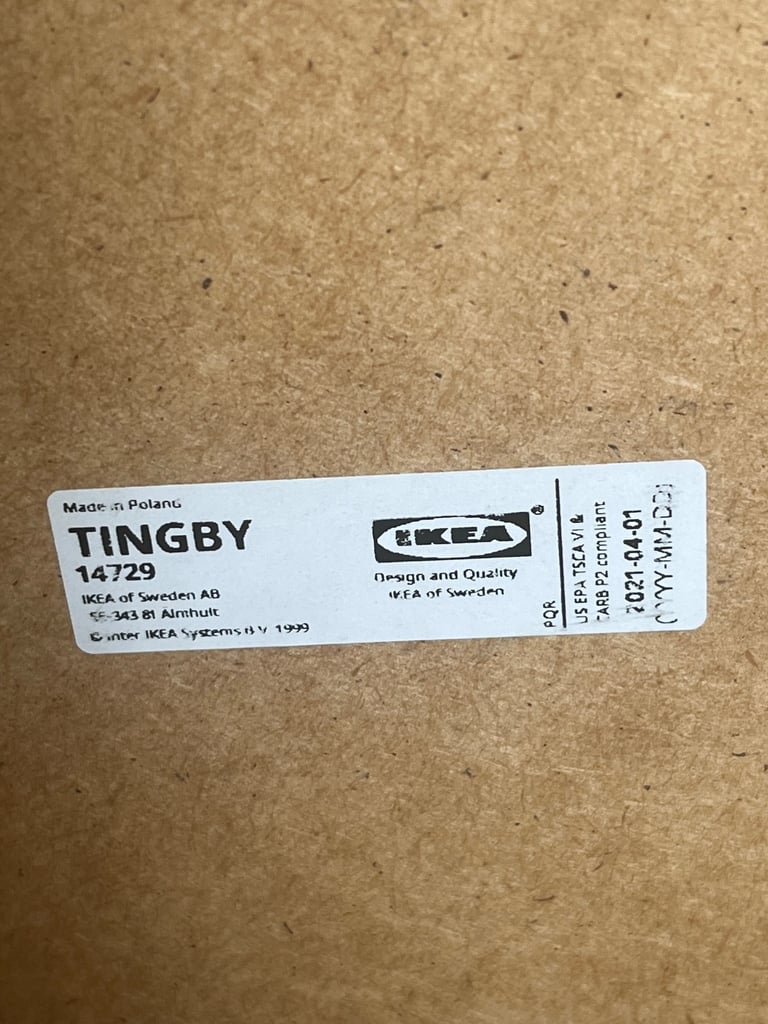 Made in Poland
TINGBY
14729
IKEA of Sweden AB
SE-343 81 Älmhult
© Inter IKEA Systems B.V. 1999
IKEA®
Design and Quality
IKEA of Sweden
PQR
US EPA TSCA VI &
CARB P2 compliant
2021-04-01
(YYYY-MM-DD)